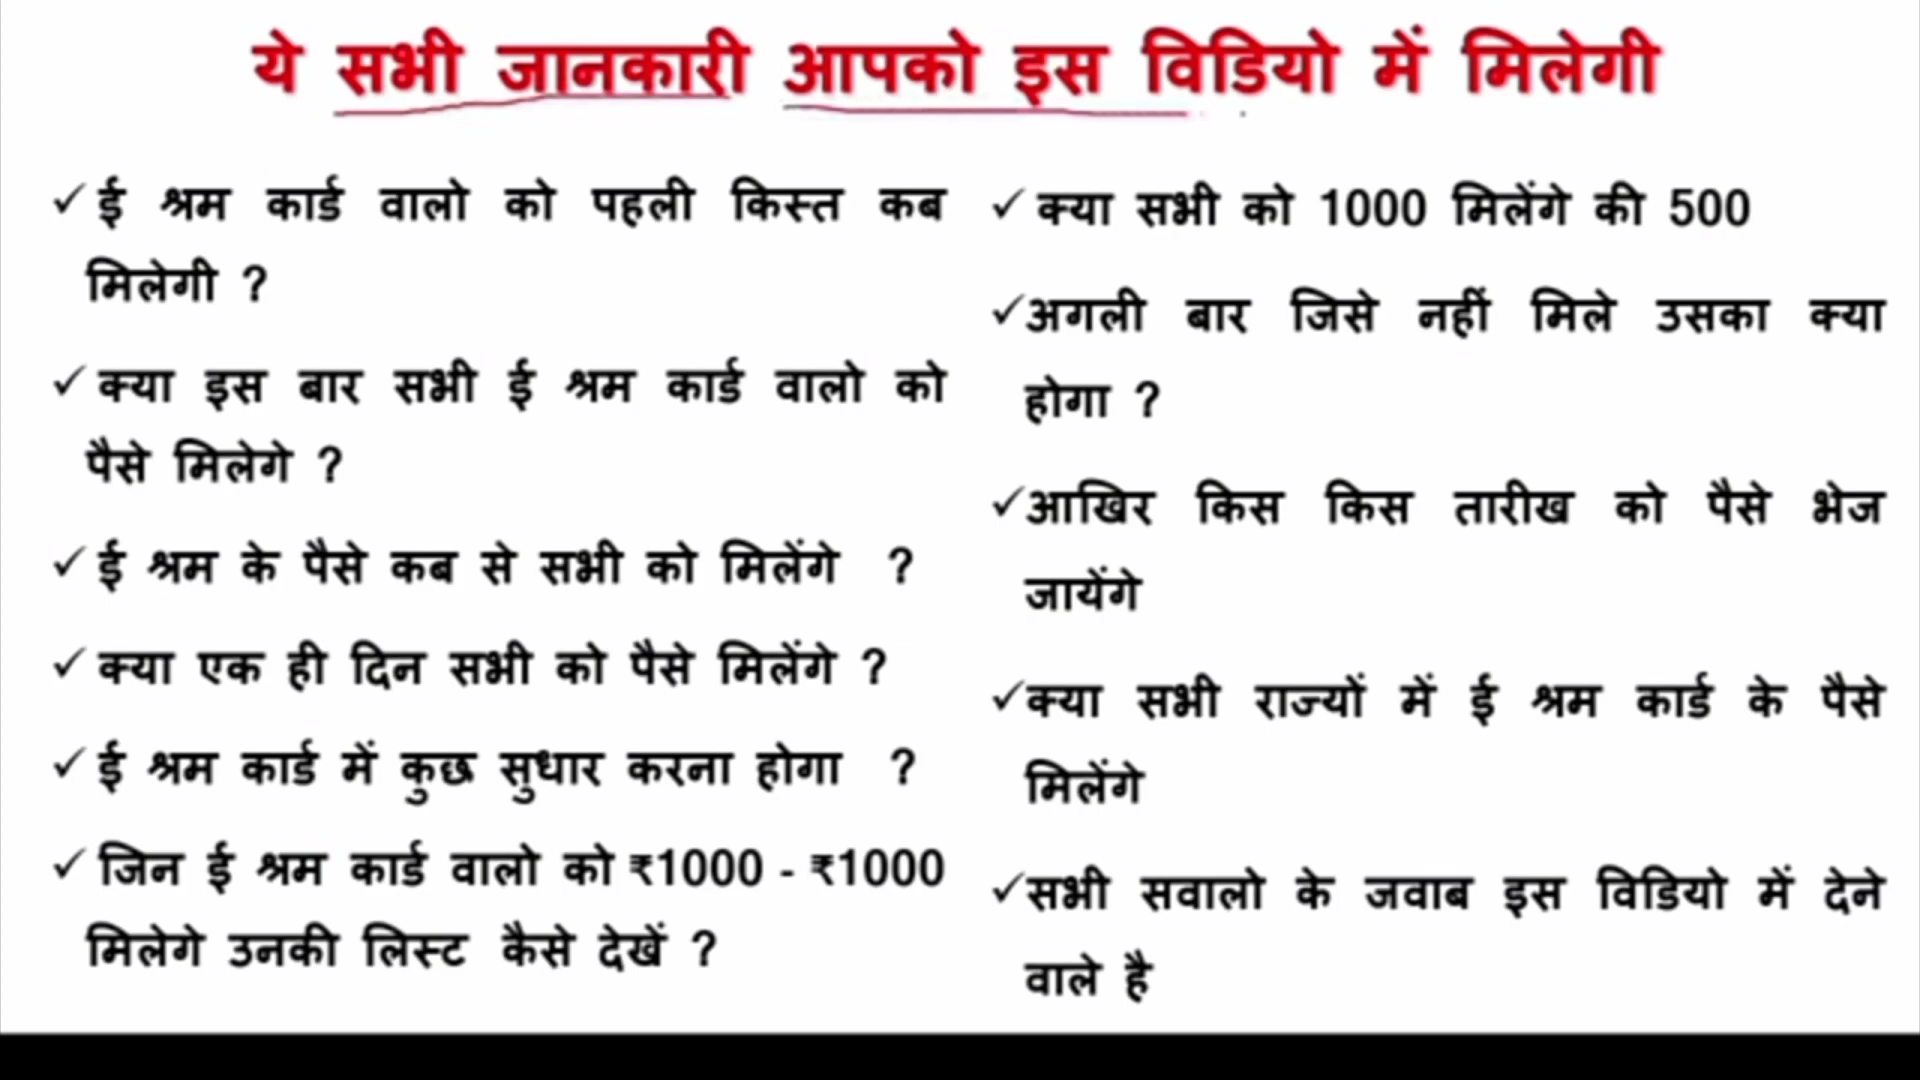 ये सभी जानकारी आपको इस विडियो में मिलेगी
✓ ई श्रम कार्ड वालो को पहली किस्त कब
मिलेगी ?
✓ क्या इस बार सभी ई श्रम कार्ड वालो को
पैसे मिलेगे ?
✓ ई श्रम के पैसे कब से सभी को मिलेंगे ?
✓ क्या एक ही दिन सभी को पैसे मिलेंगे ?
✓ ई श्रम कार्ड में कुछ सुधार करना होगा ?
✓ जिन ई श्रम कार्ड वालो को ₹1000 - ₹1000
मिलेगे उनकी लिस्ट कैसे देखें ?
✓ क्या सभी को 1000 मिलेंगे की 500
✓अगली बार जिसे नहीं मिले उसका क्या
होगा ?
✓आखिर किस किस तारीख को पैसे भेज
जायेंगे
✓क्या सभी राज्यों में ई श्रम कार्ड के पैसे
मिलेंगे
✓सभी सवालो के जवाब इस विडियो में देने
वाले है